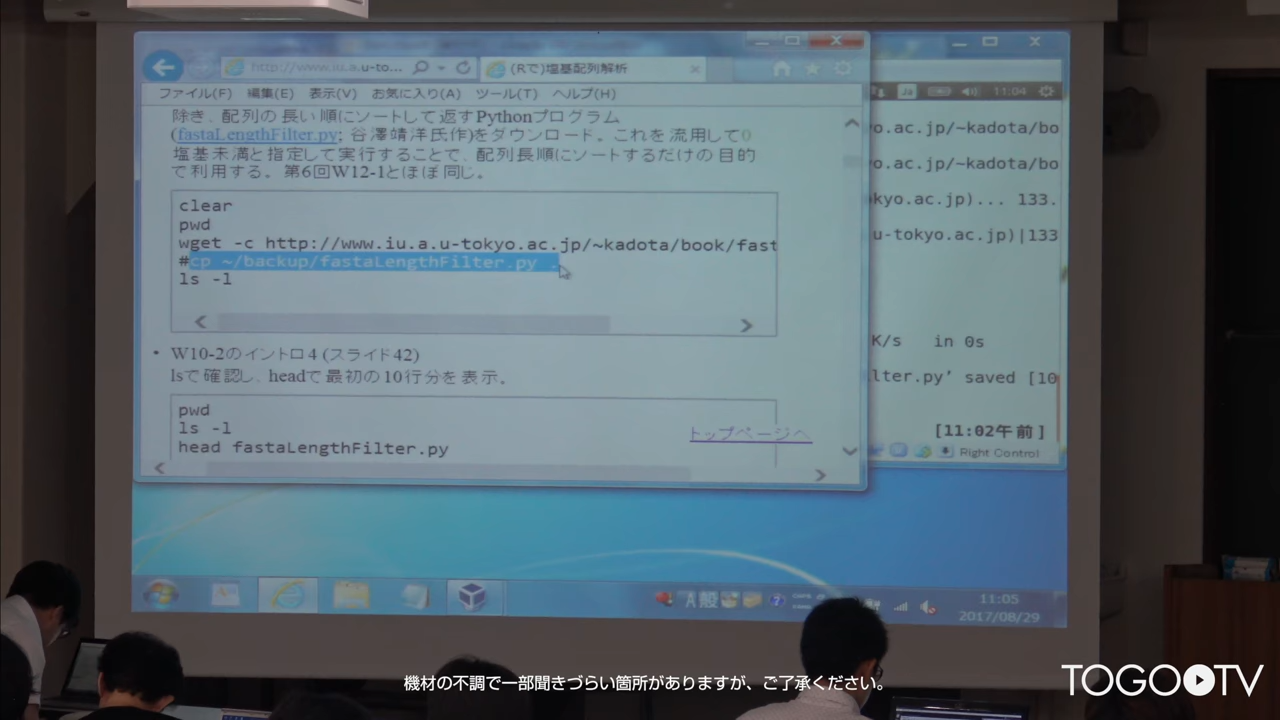 http://www.iu.a.u-to...
(Rで)塩基配列解析
ファイル(F) 編集(E) 表示(V) お気に入り(A) ツール(T) ヘルプ(H)
除き、配列の長い順にソートして返すPythonプログラム
(fastaLengthFilter.py; 谷澤靖洋氏作)をダウンロード。これを流用して0
塩基未満と指定して実行することで、配列長順にソートするだけの目的
で利用する。第6回W12-1とほぼ同じ。
clear
pwd
wget -c http://www.iu.a.u-tokyo.ac.jp/~kadota/book/fast
#cp ~/backup/fastaLengthFilter.py .
ls -l
• W10-2のイントロ4 (スライド42)
lsで確認し、headで最初の10行分を表示。
pwd
ls -l
head fastaLengthFilter.py
トップページへ
Ja
11:04
yo.ac.jp/~kadota/bo
yo.ac.jp/~kadota/bo
kyo.ac.jp)... 133.
u-tokyo.ac.jp)|133
K/s in 0s
lter.py' saved [10
[11:02午前]
Right Control
A 般
11:05
2017/08/29
機材の不調で一部聞きづらい箇所がありますが、ご了承ください。
TOGO TV